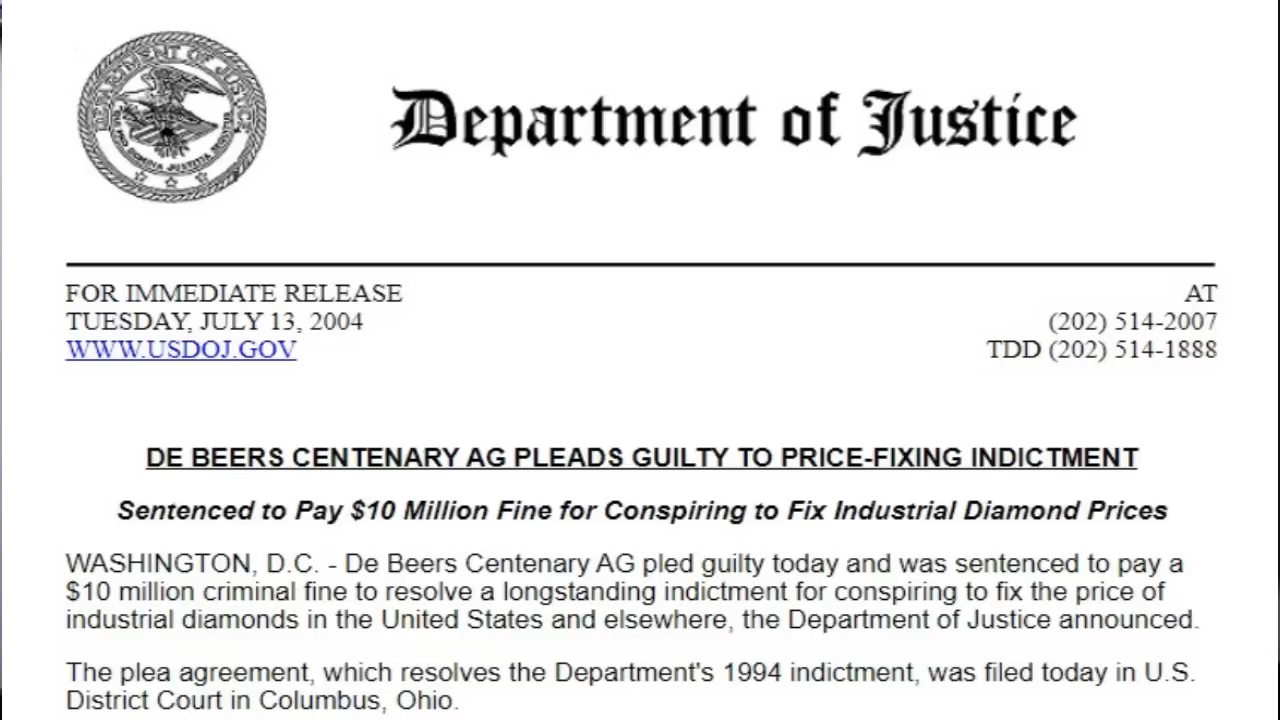 DEPARTMENT OF JUSTICE
Department of Justice
FOR IMMEDIATE RELEASE
TUESDAY, JULY 13, 2004
WWW.USDOJ.GOV
AT
(202) 514-2007
TDD (202) 514-1888
DE BEERS CENTENARY AG PLEADS GUILTY TO PRICE-FIXING INDICTMENT
Sentenced to Pay $10 Million Fine for Conspiring to Fix Industrial Diamond Prices
WASHINGTON, D.C. - De Beers Centenary AG pled guilty today and was sentenced to pay a
$10 million criminal fine to resolve a longstanding indictment for conspiring to fix the price of
industrial diamonds in the United States and elsewhere, the Department of Justice announced.
The plea agreement, which resolves the Department's 1994 indictment, was filed today in U.S.
District Court in Columbus, Ohio.